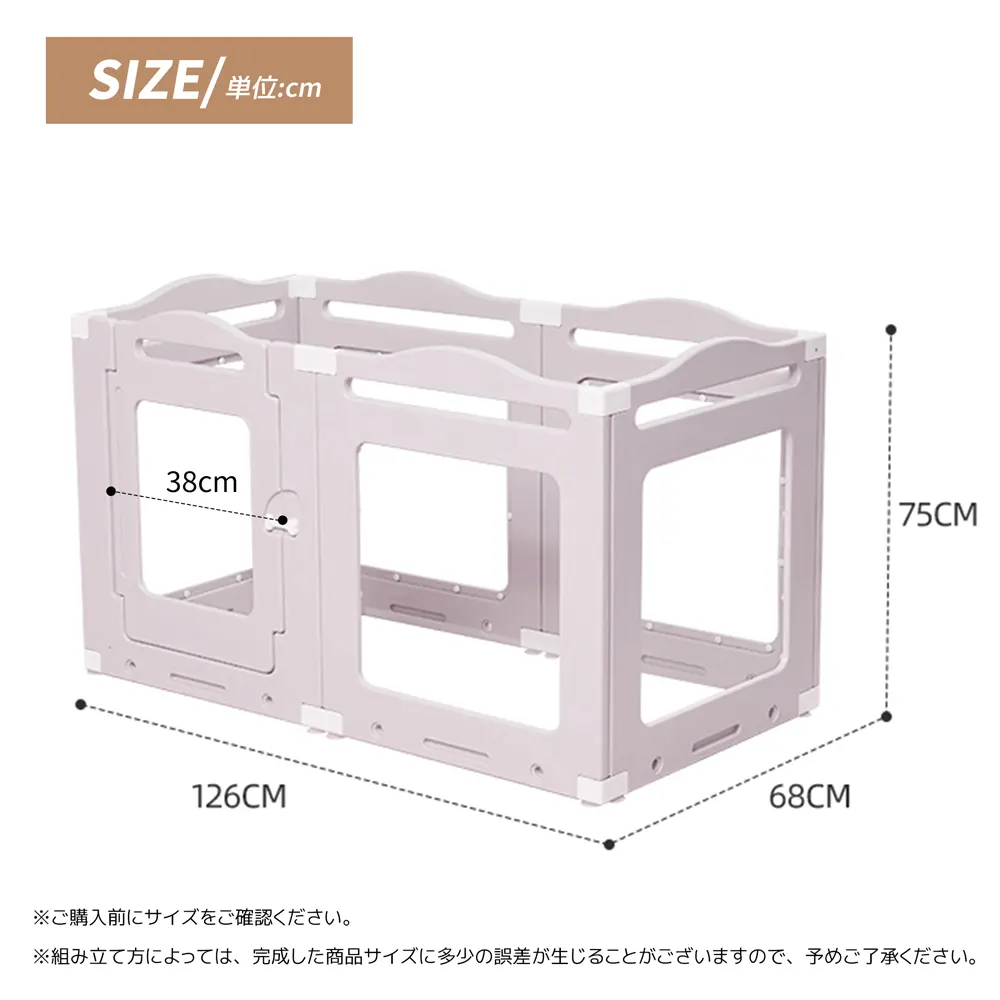 SIZE/単位:cm
38cm
75CM
126CM
68CM
※ご購入前にサイズをご確認ください。
※組み立て方によっては、完成した商品サイズに多少の誤差が生じることがございますので、予めご了承ください。